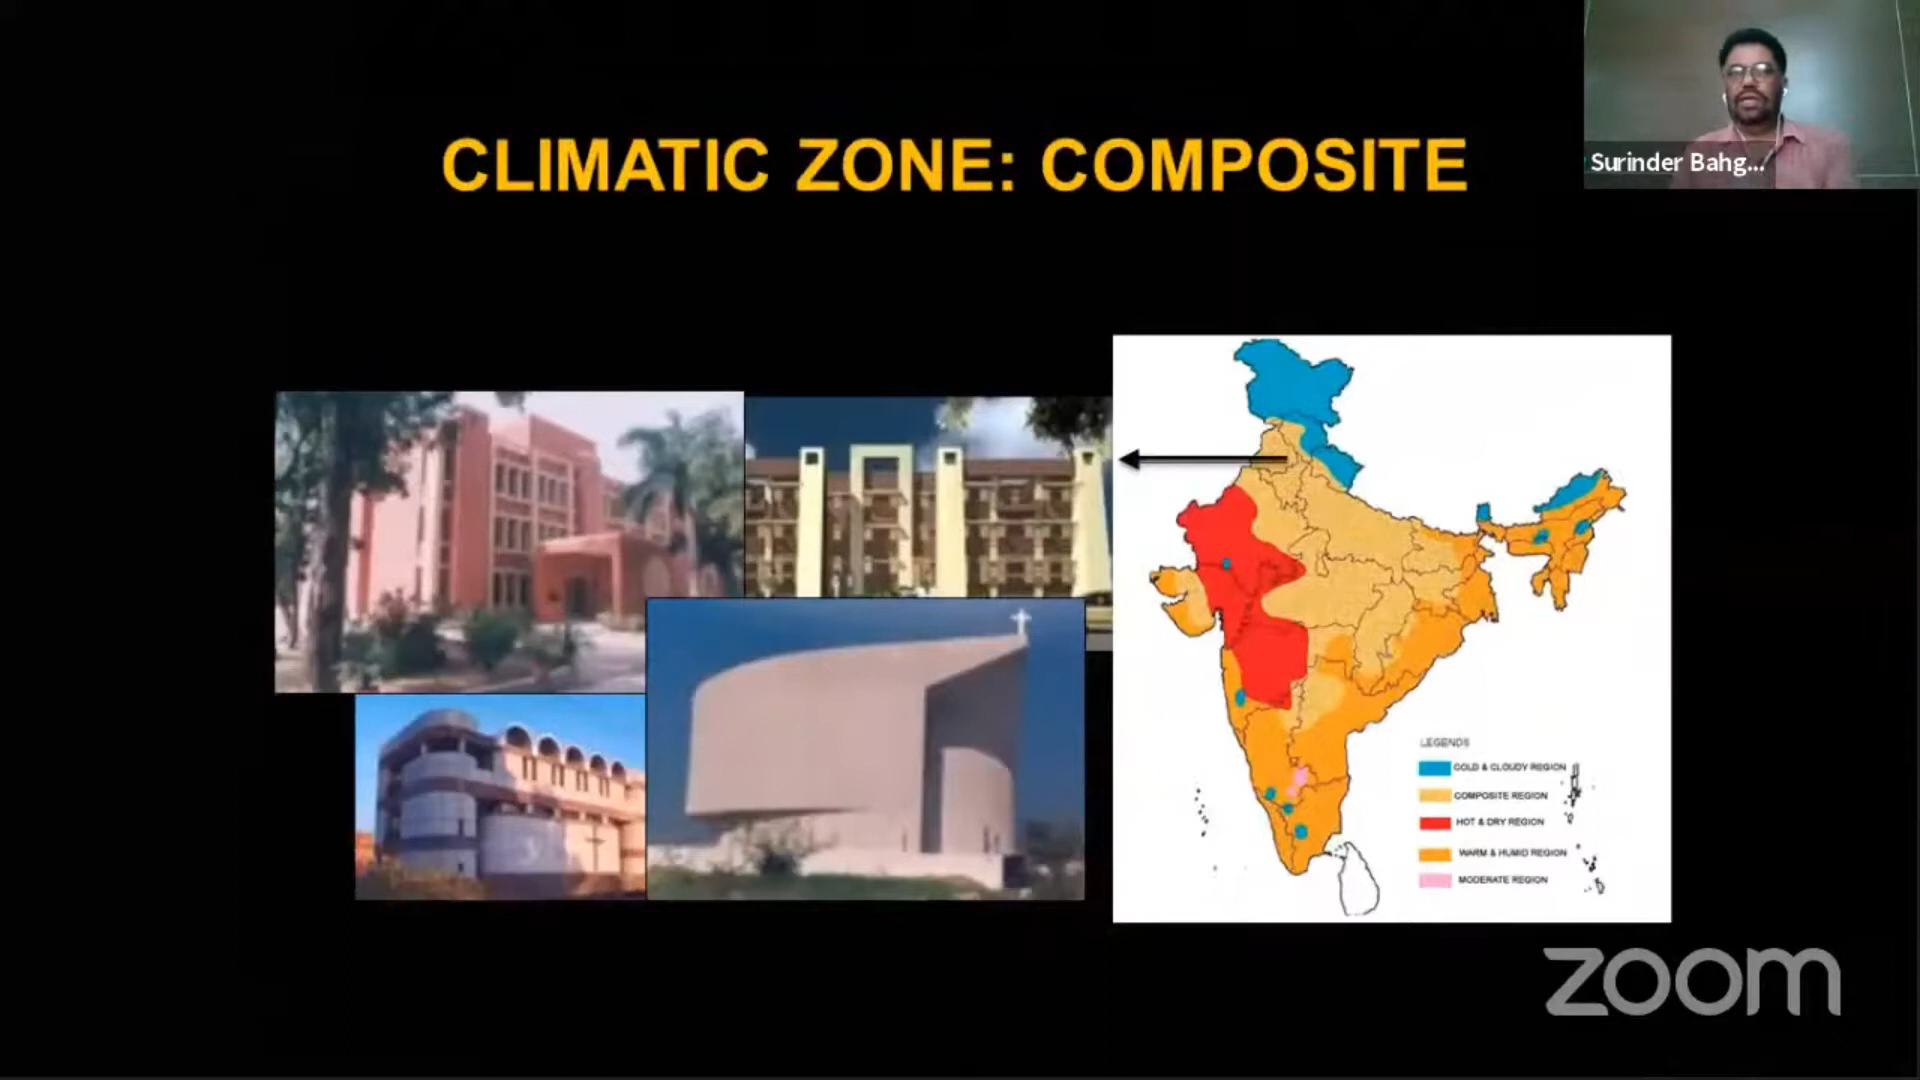 CLIMATIC ZONE: COMPOSITE
Surinder Bahg...
LEGENDS
COLD & CLOUDY REGION
COMPOSITE REGION
HOT & DRY REGION
WARM & HUMID REGION
MODERATE REGION
zoom